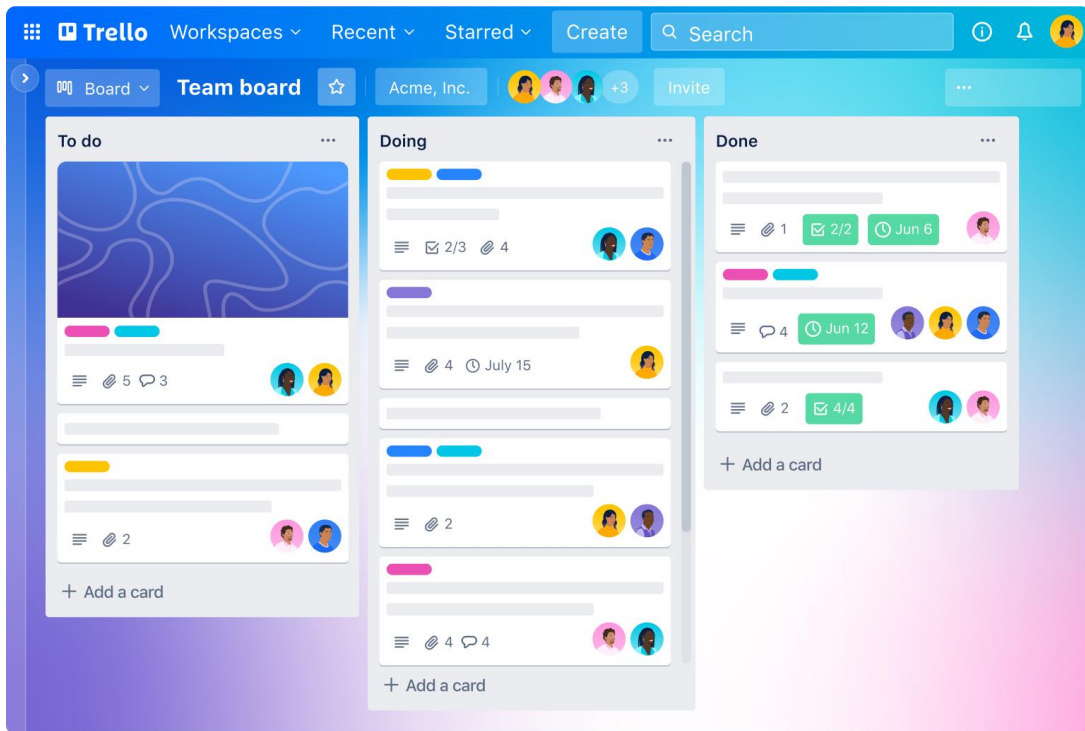 Trello Workspaces Recent Starred Create Search
Board Team board Acme, Inc. +3 Invite
To do
5 3
2
+ Add a card
Doing
2/3 4
4 July 15
2
4 4
+ Add a card
Done
1 2/2 Jun 6
4 Jun 12
2 4/4
+ Add a card